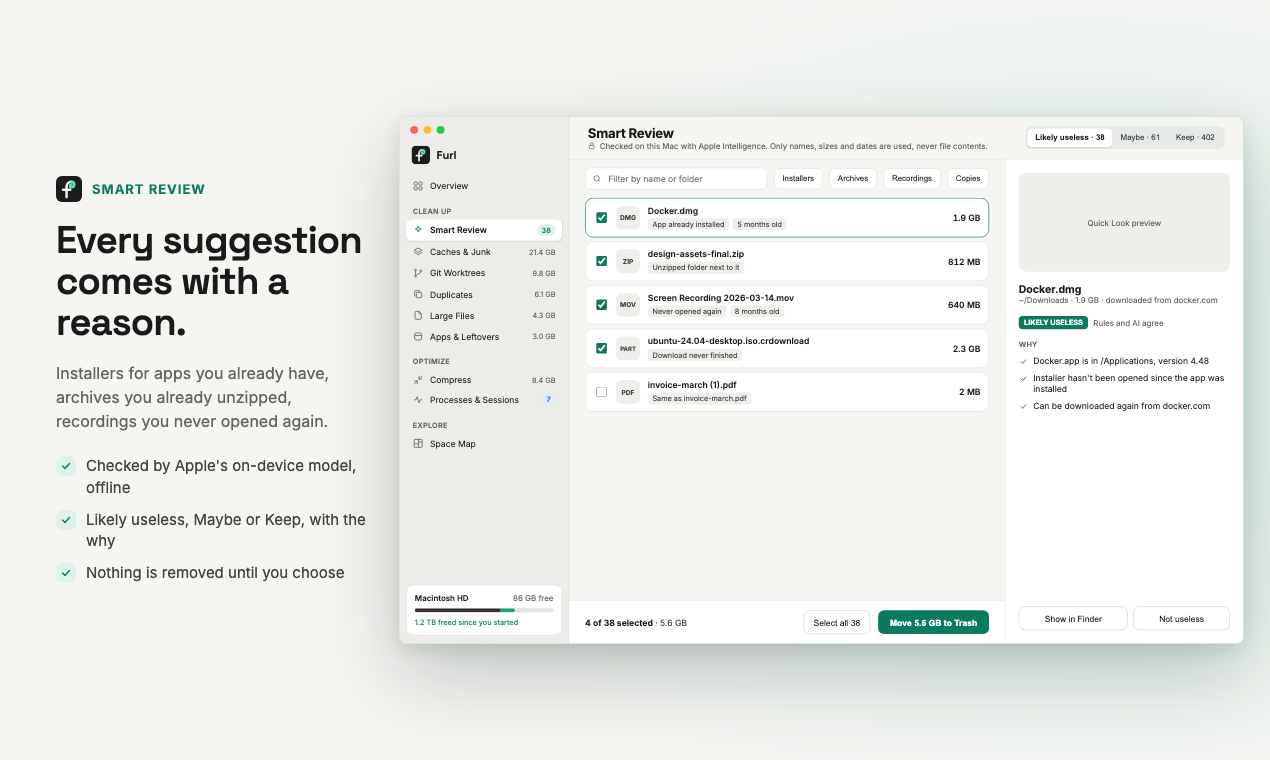 SMART REVIEW
Every suggestion
comes with a
reason.
Installers for apps you already have,
archives you already unzipped,
recordings you never opened again.
Checked by Apple's on-device model,
offline
Likely useless, Maybe or Keep, with the
why
Nothing is removed until you choose
Furl
Overview
CLEAN UP
Smart Review 38
Caches & Junk 21.4 GB
Git Worktrees 9.8 GB
Duplicates 6.1 GB
Large Files 4.3 GB
Apps & Leftovers 3.0 GB
OPTIMIZE
Compress 8.4 GB
Processes & Sessions 7
EXPLORE
Space Map
Macintosh HD 86 GB free
1.2 TB freed since you started
Smart Review
Checked on this Mac with Apple Intelligence. Only names, sizes and dates are used, never file contents.
Likely useless · 38 Maybe · 61 Keep · 402
Filter by name or folder Installers Archives Recordings Copies
DMG Docker.dmg 1.9 GB
App already installed 5 months old
ZIP design-assets-final.zip 812 MB
Unzipped folder next to it
MOV Screen Recording 2026-03-14.mov 640 MB
Never opened again 8 months old
PART ubuntu-24.04-desktop.iso.crdownload 2.3 GB
Download never finished
PDF invoice-march (1).pdf 2 MB
Same as invoice-march.pdf
4 of 38 selected · 5.6 GB Select all 38 Move 5.6 GB to Trash
Quick Look preview
Docker.dmg
~/Downloads · 1.9 GB · downloaded from docker.com
LIKELY USELESS Rules and AI agree
WHY
Docker.app is in /Applications, version 4.48
Installer hasn't been opened since the app was
installed
Can be downloaded again from docker.com
Show in Finder Not useless